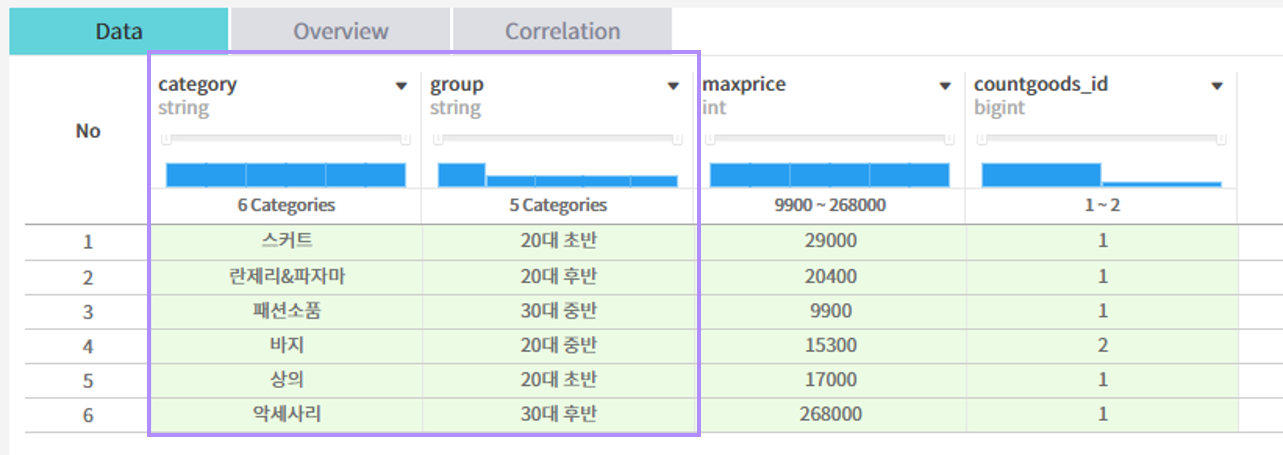 Data Overview Correlation
No category group maxprice countgoods_id
string string int bigint
6 Categories 5 Categories 9900 ~ 268000 1 ~ 2
1 스커트 20대 초반 29000 1
2 란제리&파자마 20대 후반 20400 1
3 패션소품 30대 중반 9900 1
4 바지 20대 중반 15300 2
5 상의 20대 초반 17000 1
6 악세사리 30대 후반 268000 1